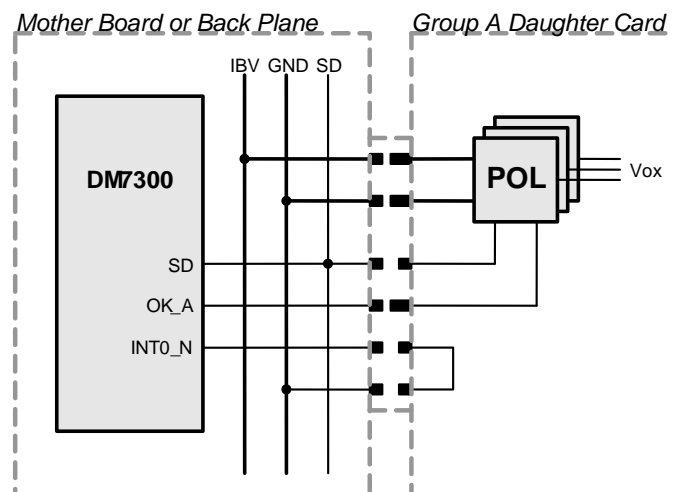 Mother Board or Back Plane
Group A Daughter Card
IBV GND SD
DM7300
POL
Vox
SD
OK_A
INT0_N